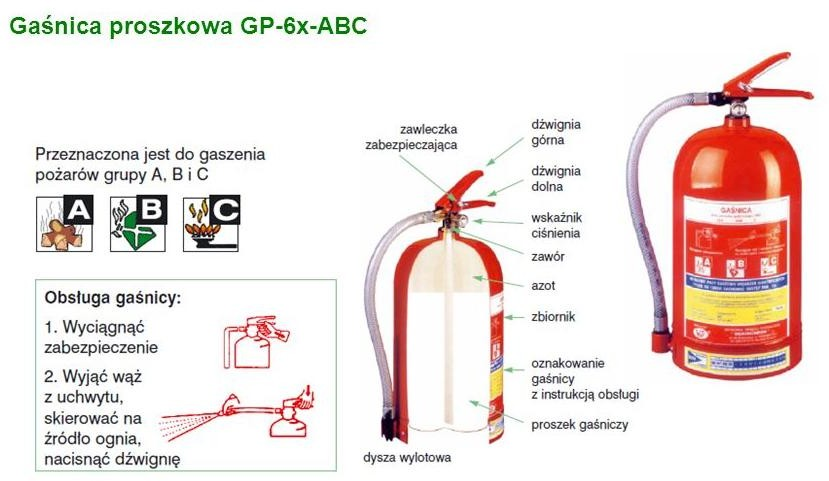 Gaśnica proszkowa GP-6x-ABC
Przeznaczona jest do gaszenia
pożarów grupy A, B i C
A
B
C
Obsługa gaśnicy:
1. Wyciągnąć
zabezpieczenie
2. Wyjąć wąż
z uchwytu,
skierować na
źródło ognia,
nacisnąć dźwignię
zawleczka
zabezpieczająca
dźwignia
górna
dźwignia
dolna
wskaźnik
ciśnienia
zawór
azot
zbiornik
oznakowanie
gaśnicy
z instrukcją obsługi
proszek gaśniczy
dysza wylotowa
GAŚNICA
A
B
C